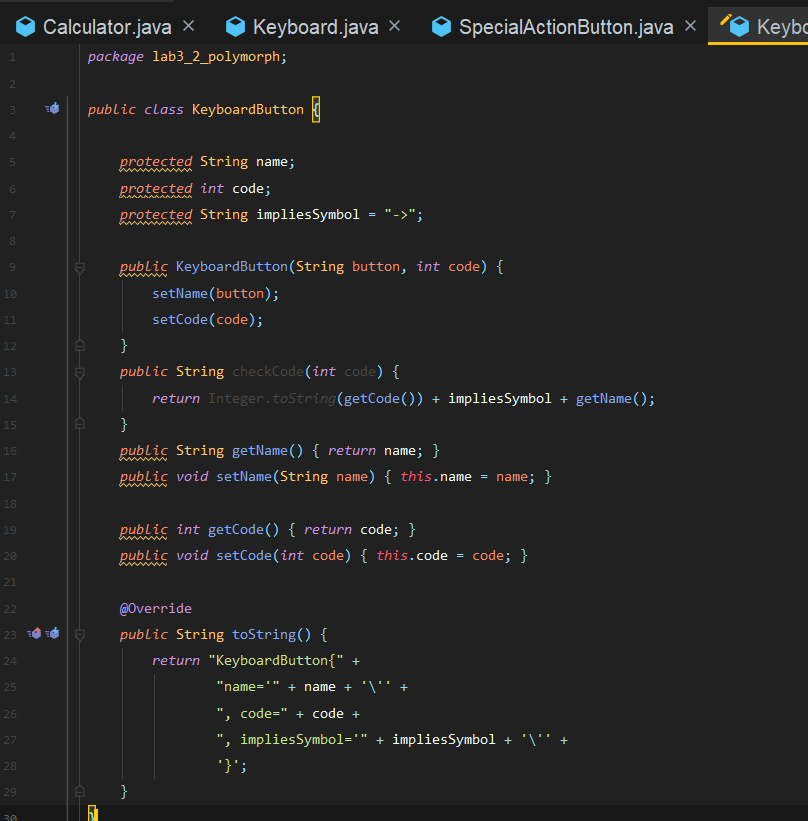 Calculator.java × Keyboard.java × SpecialActionButton.java × Keybo
1 package lab3_2_polymorph;
2
3 public class KeyboardButton {
4
5 protected String name;
6 protected int code;
7 protected String impliesSymbol = "->";
8
9 public KeyboardButton(String button, int code) {
10 setName(button);
11 setCode(code);
12 }
13 public String checkCode(int code) {
14 return Integer.toString(getCode()) + impliesSymbol + getName();
15 }
16 public String getName() { return name; }
17 public void setName(String name) { this.name = name; }
18
19 public int getCode() { return code; }
20 public void setCode(int code) { this.code = code; }
21
22 @Override
23 public String toString() {
24 return "KeyboardButton{" +
25 "name='" + name + '\'' +
26 ", code=" + code +
27 ", impliesSymbol='" + impliesSymbol + '\'' +
28 '}';
29 }
30 }